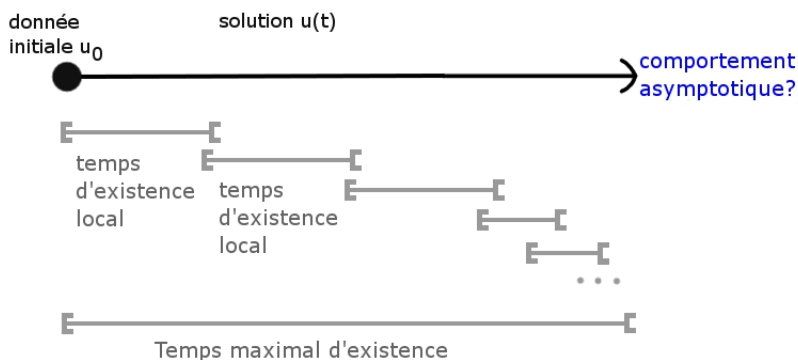 donnée
initiale u0
solution u(t)
comportement
asymptotique?
temps
d'existence
local
temps
d'existence
local
Temps maximal d'existence